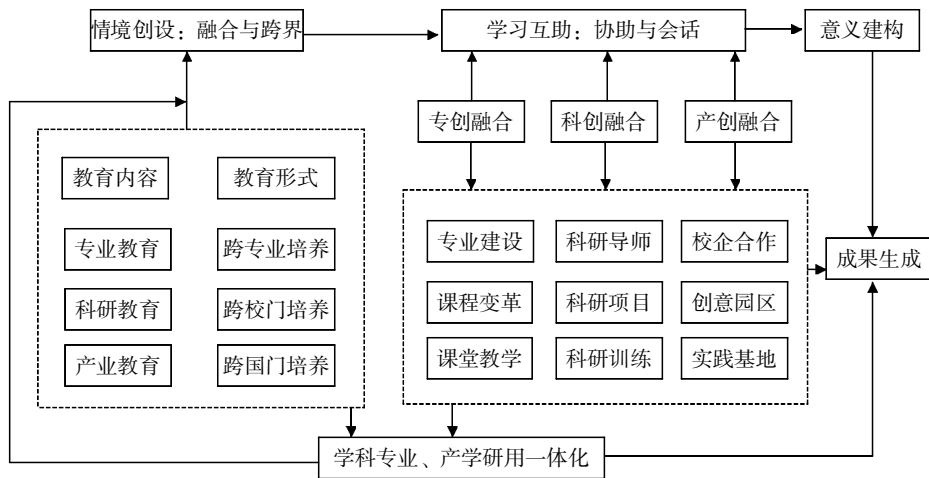 情境创设：融合与跨界
学习互助：协助与会话
意义建构
专创融合
科创融合
产创融合
教育内容
教育形式
专业教育
跨专业培养
科研教育
跨校门培养
产业教育
跨国门培养
专业建设
科研导师
校企合作
课程变革
科研项目
创意园区
课堂教学
科研训练
实践基地
成果生成
学科专业、产学研用一体化